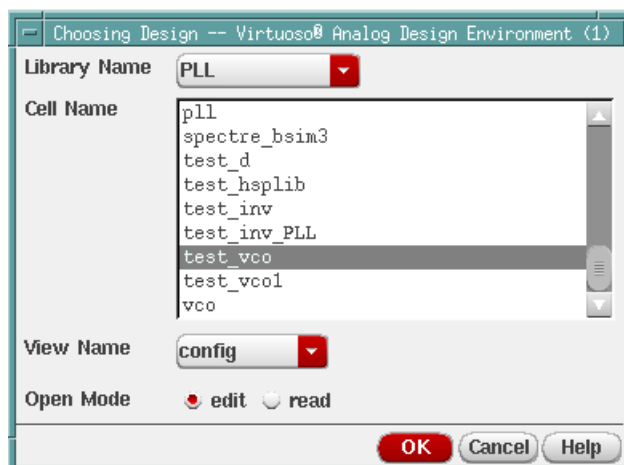 Choosing Design -- Virtuoso® Analog Design Environment (1)
Library Name PLL
Cell Name
pll
spectre_bsim3
test_d
test_hsplib
test_inv
test_inv_PLL
test_vco
test_vco1
vco
View Name config
Open Mode edit read
OK Cancel Help